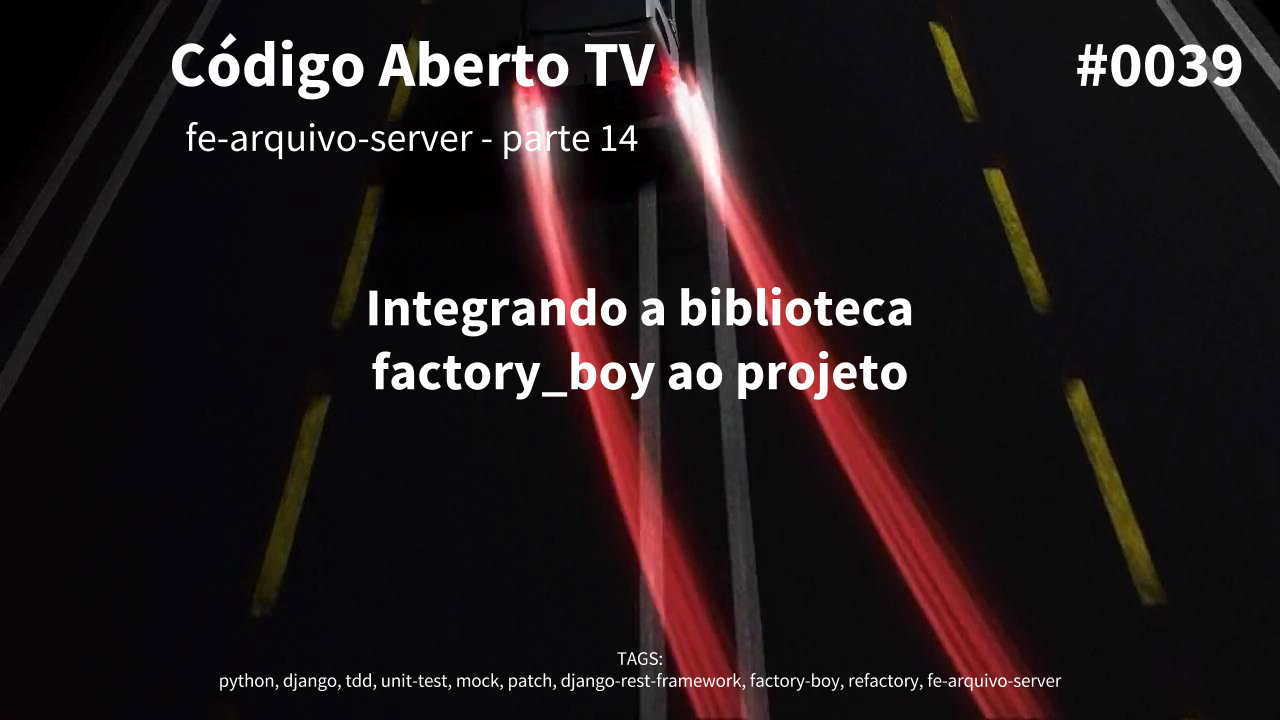 Código Aberto TV
#0039
fe-arquivo-server - parte 14
Integrando a biblioteca
factory_boy ao projeto
TAGS:
python, django, tdd, unit-test, mock, patch, django-rest-framework, factory-boy, refactory, fe-arquivo-server